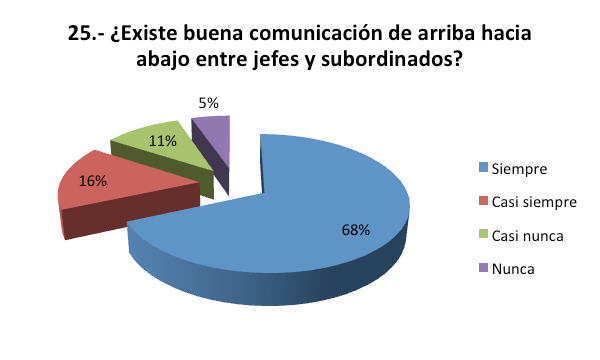 25.- ¿Existe buena comunicación de arriba hacia
abajo entre jefes y subordinados?
5%
11%
16%
68%
Siempre
Casi siempre
Casi nunca
Nunca